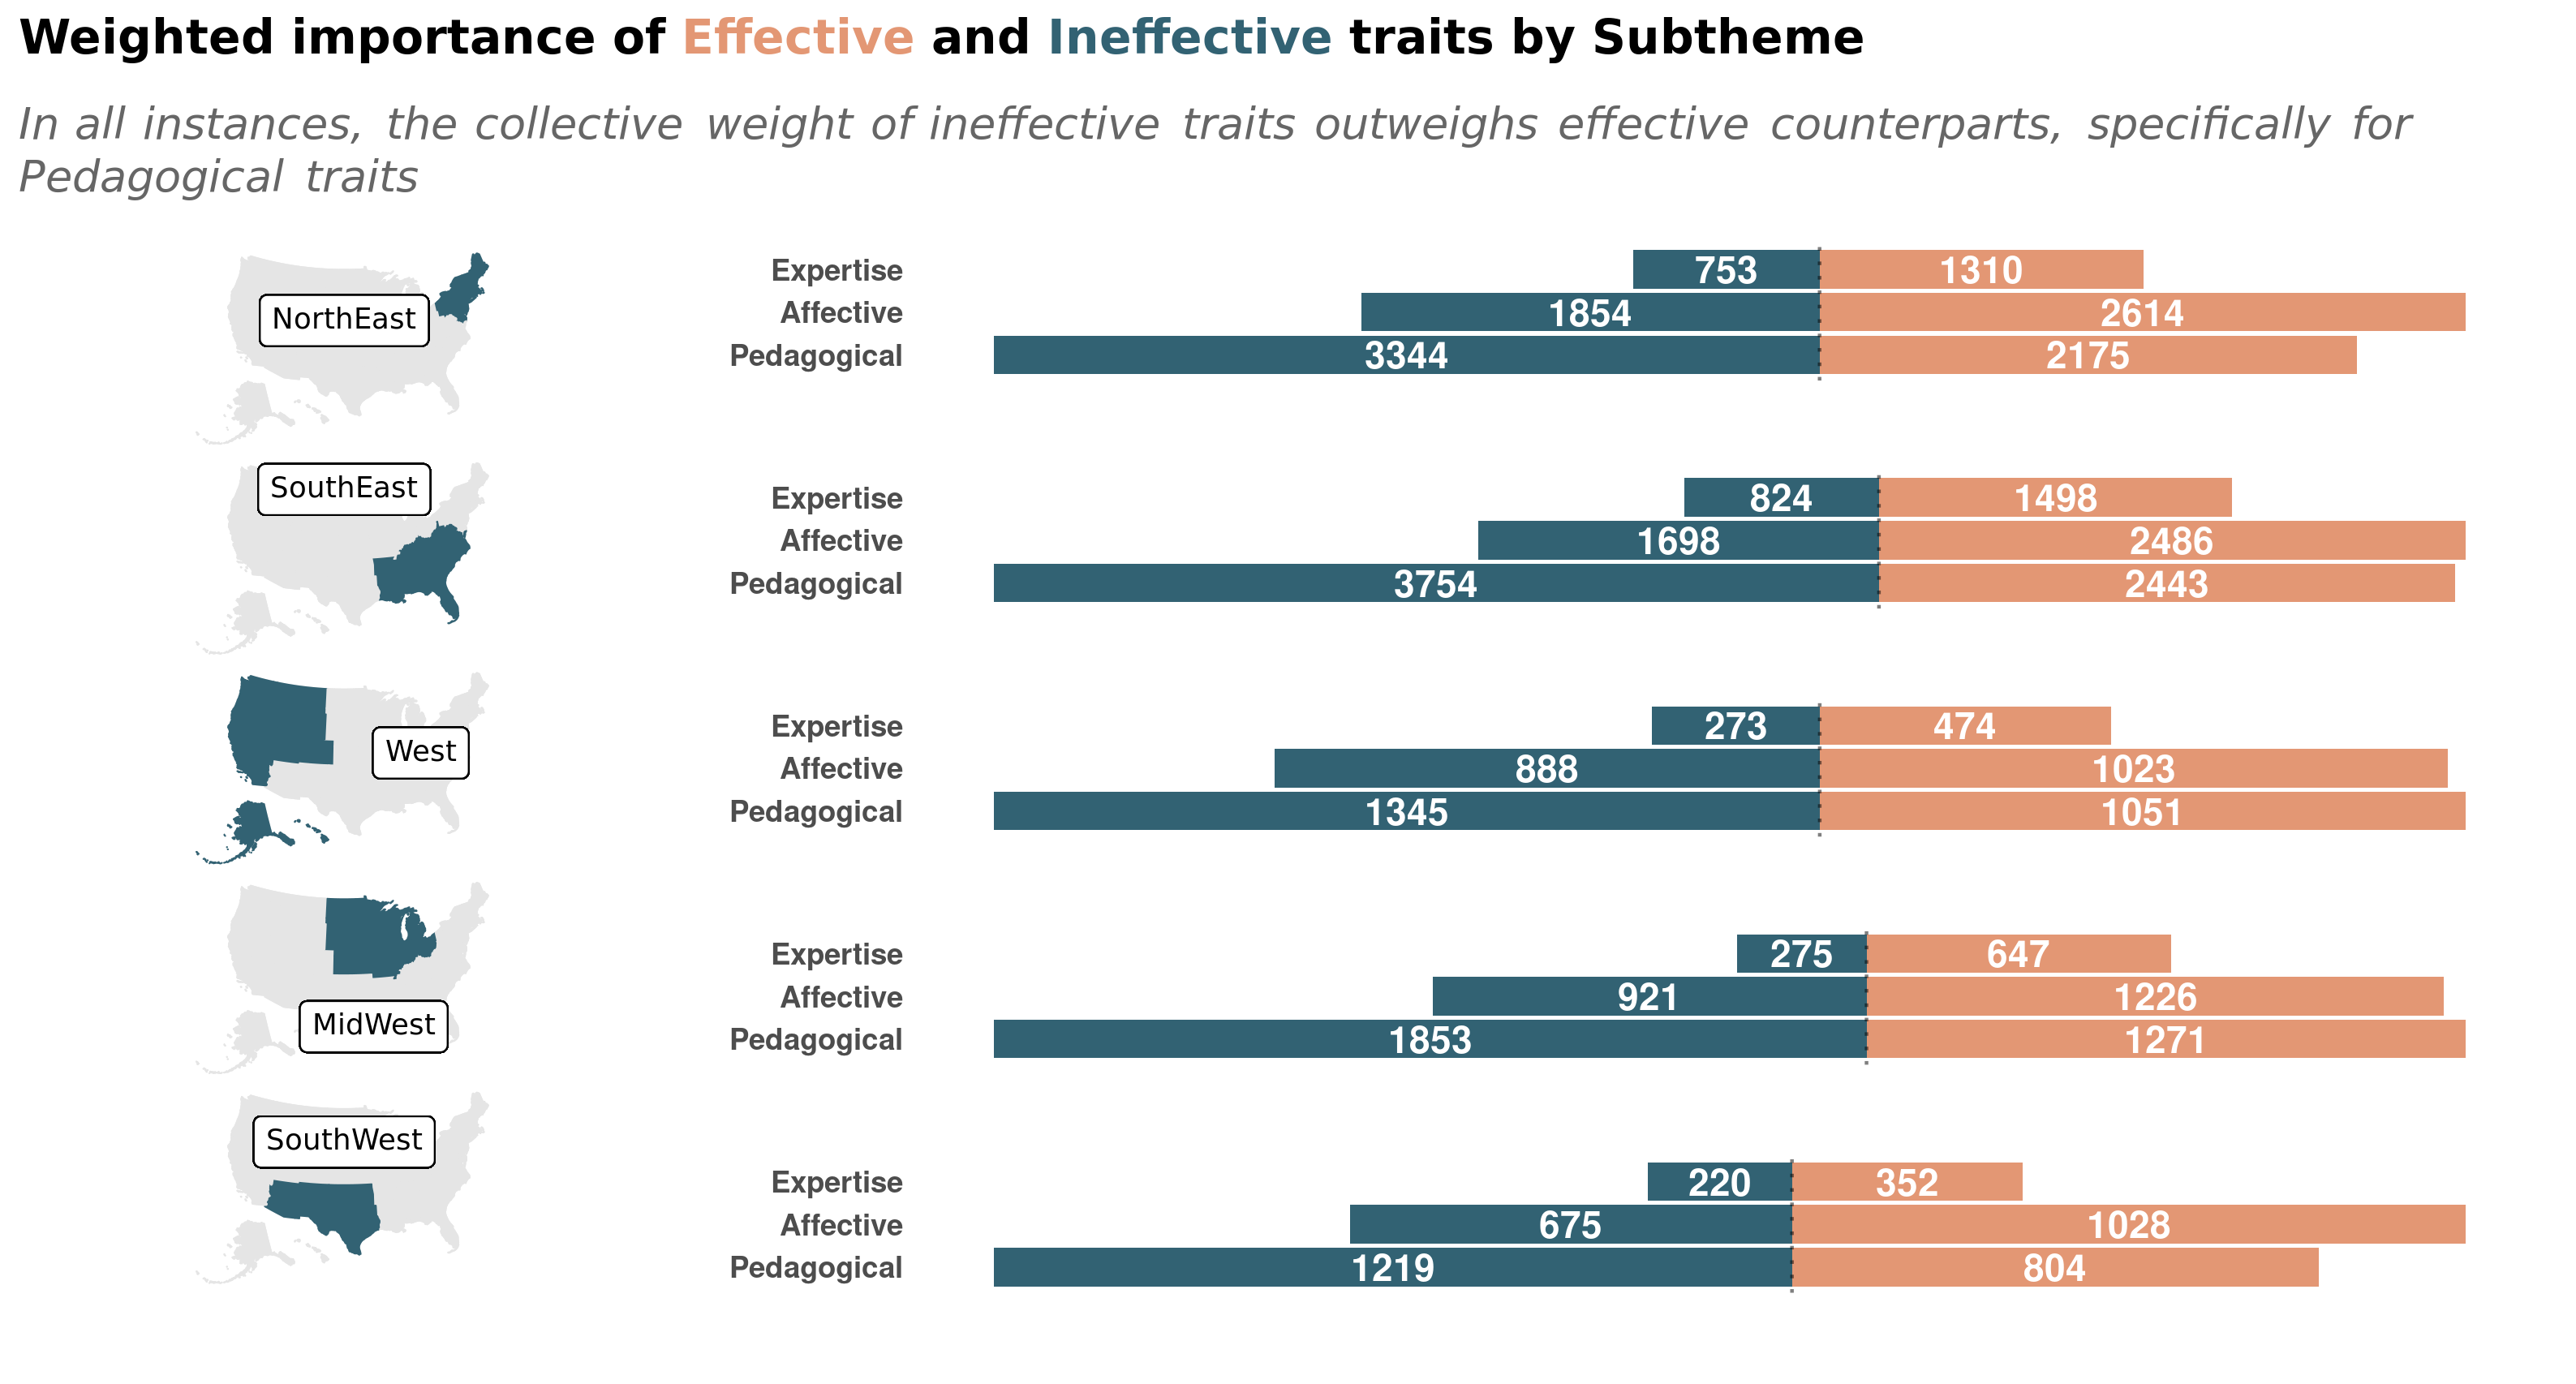 Weighted importance of Effective and Ineffective traits by Subtheme
In all instances, the collective weight of ineffective traits outweighs effective counterparts, specifically for
Pedagogical traits
NorthEast
Expertise 753 1310
Affective 1854 2614
Pedagogical 3344 2175
SouthEast
Expertise 824 1498
Affective 1698 2486
Pedagogical 3754 2443
West
Expertise 273 474
Affective 888 1023
Pedagogical 1345 1051
MidWest
Expertise 275 647
Affective 921 1226
Pedagogical 1853 1271
SouthWest
Expertise 220 352
Affective 675 1028
Pedagogical 1219 804